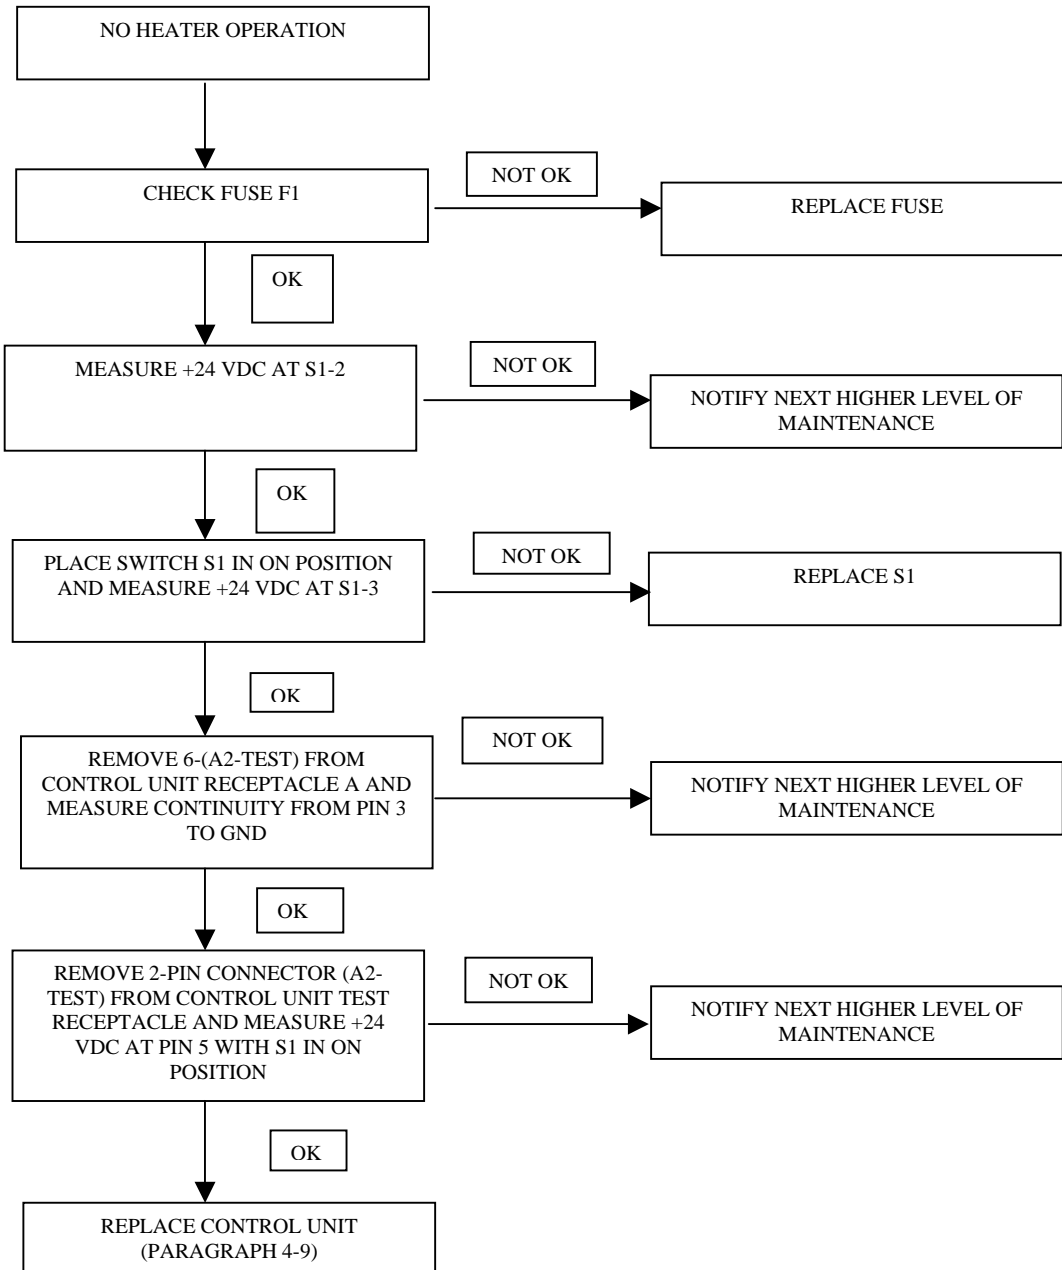 NO HEATER OPERATION
CHECK FUSE F1
NOT OK
REPLACE FUSE
OK
MEASURE +24 VDC AT S1-2
NOT OK
NOTIFY NEXT HIGHER LEVEL OF
MAINTENANCE
OK
PLACE SWITCH S1 IN ON POSITION
AND MEASURE +24 VDC AT S1-3
NOT OK
REPLACE S1
OK
REMOVE 6-(A2-TEST) FROM
CONTROL UNIT RECEPTACLE A AND
MEASURE CONTINUITY FROM PIN 3
TO GND
NOT OK
NOTIFY NEXT HIGHER LEVEL OF
MAINTENANCE
OK
REMOVE 2-PIN CONNECTOR (A2-
TEST) FROM CONTROL UNIT TEST
RECEPTACLE AND MEASURE +24
VDC AT PIN 5 WITH S1 IN ON
POSITION
NOT OK
NOTIFY NEXT HIGHER LEVEL OF
MAINTENANCE
OK
REPLACE CONTROL UNIT
(PARAGRAPH 4-9)